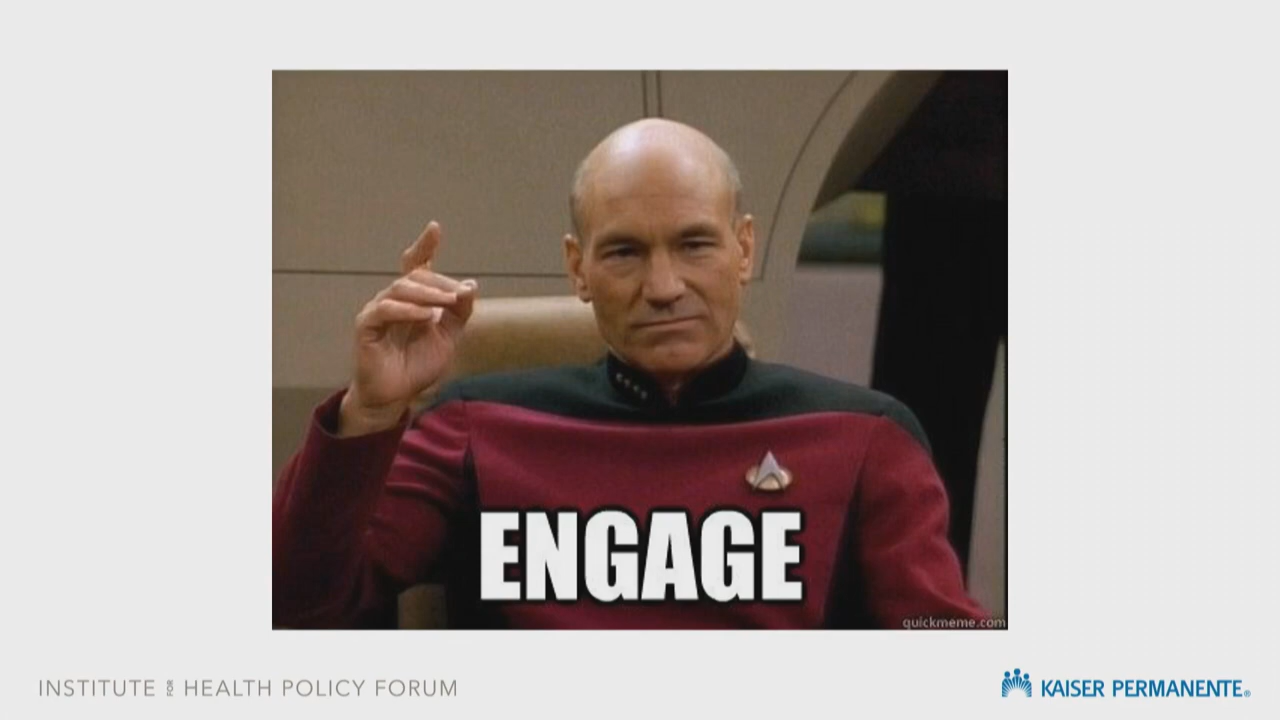 ENGAGE
quickmeme.com
INSTITUTE FOR HEALTH POLICY FORUM
KAISER PERMANENTE®